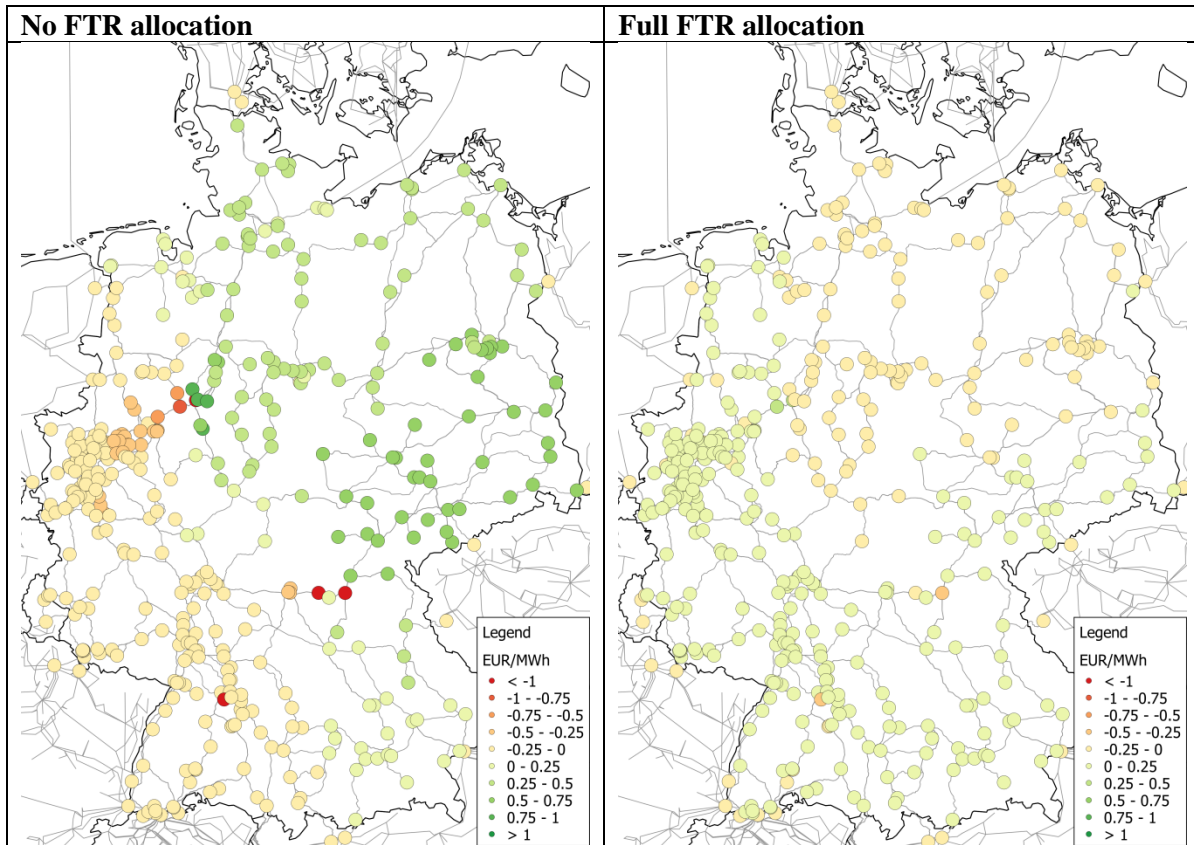 No FTR allocation
Full FTR allocation
Legend
EUR/MWh
< -1
-1 - -0.75
-0.75 - -0.5
-0.5 - -0.25
-0.25 - 0
0 - 0.25
0.25 - 0.5
0.5 - 0.75
0.75 - 1
> 1
Legend
EUR/MWh
< -1
-1 - -0.75
-0.75 - -0.5
-0.5 - -0.25
-0.25 - 0
0 - 0.25
0.25 - 0.5
0.5 - 0.75
0.75 - 1
> 1